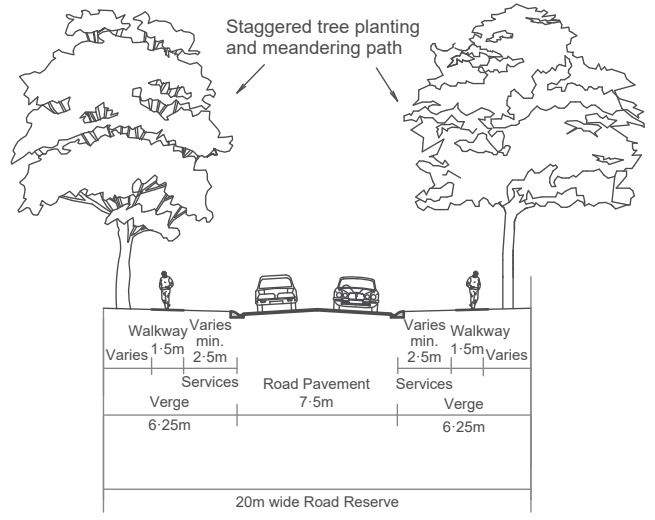 Staggered tree planting
and meandering path
Varies
Walkway
1·5m
Varies
min.
2·5m
Services
Road Pavement
7·5m
Varies
min.
2·5m
Services
Walkway
1·5m
Varies
Verge
6·25m
Verge
6·25m
20m wide Road Reserve